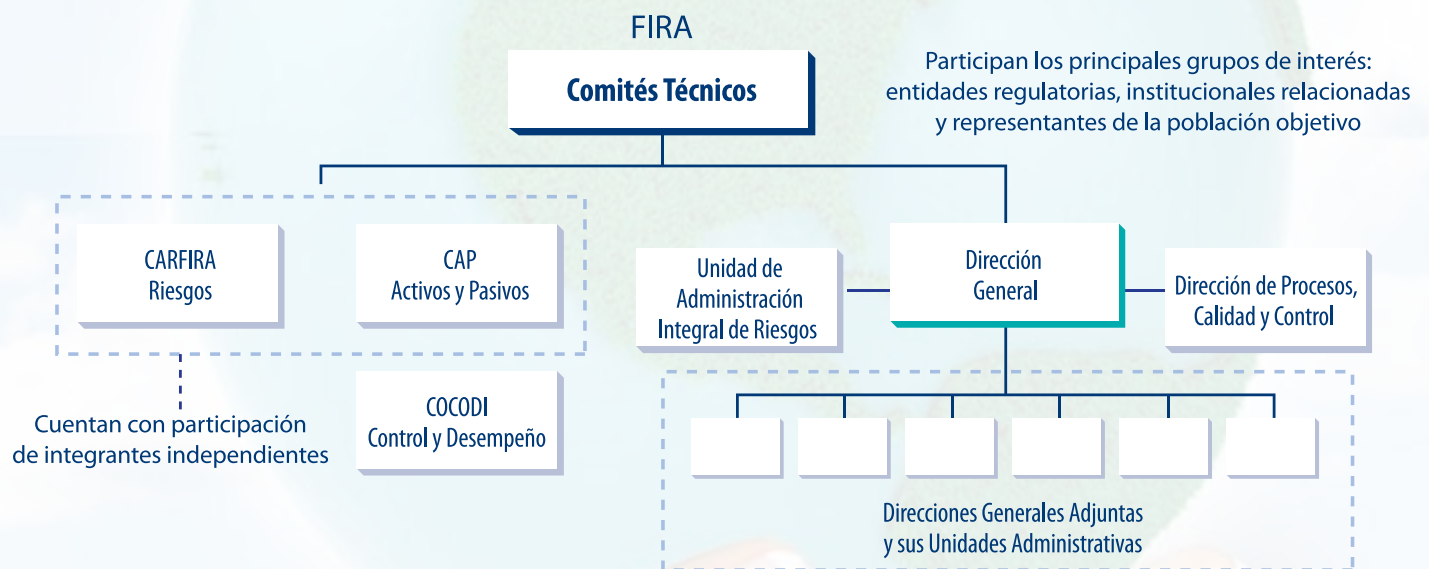 FIRA
Comités Técnicos
Participan los principales grupos de interés:
entidades regulatorias, institucionales relacionadas
y representantes de la población objetivo
CARFIRA
Riesgos
CAP
Activos y Pasivos
Unidad de
Administración
Integral de Riesgos
Dirección
General
Dirección de Procesos,
Calidad y Control
Cuentan con participación
de integrantes independientes
COCODI
Control y Desempeño
Direcciones Generales Adjuntas
y sus Unidades Administrativas